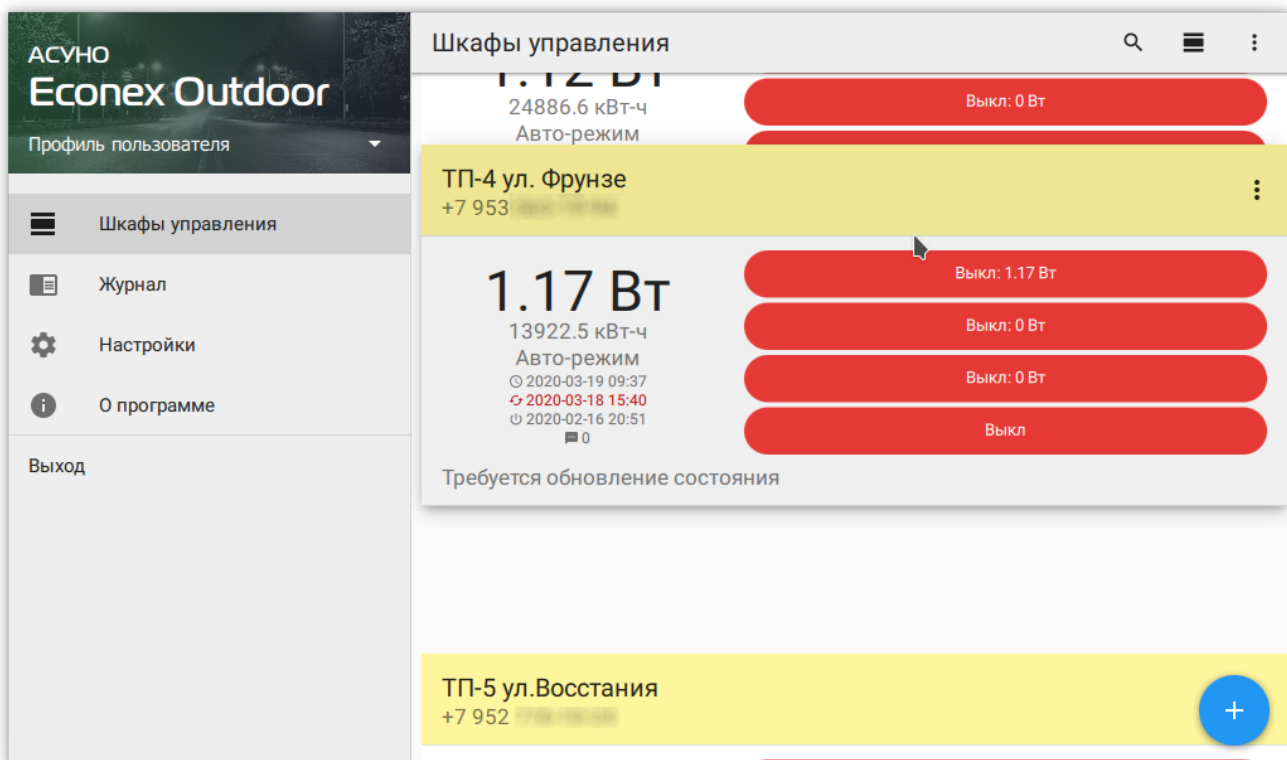 АСУНО
Econex Outdoor
Профиль пользователя
Шкафы управления
Журнал
Настройки
О программе
Выход
Шкафы управления
1.12 Вт
24886.6 кВт-ч
Авто-режим
Выкл: 0 Вт
ТП-4 ул. Фрунзе
+7 953
1.17 Вт
13922.5 кВт-ч
Авто-режим
2020-03-19 09:37
2020-03-18 15:40
2020-02-16 20:51
0
Выкл: 1.17 Вт
Выкл: 0 Вт
Выкл: 0 Вт
Выкл
Требуется обновление состояния
ТП-5 ул.Восстания
+7 952